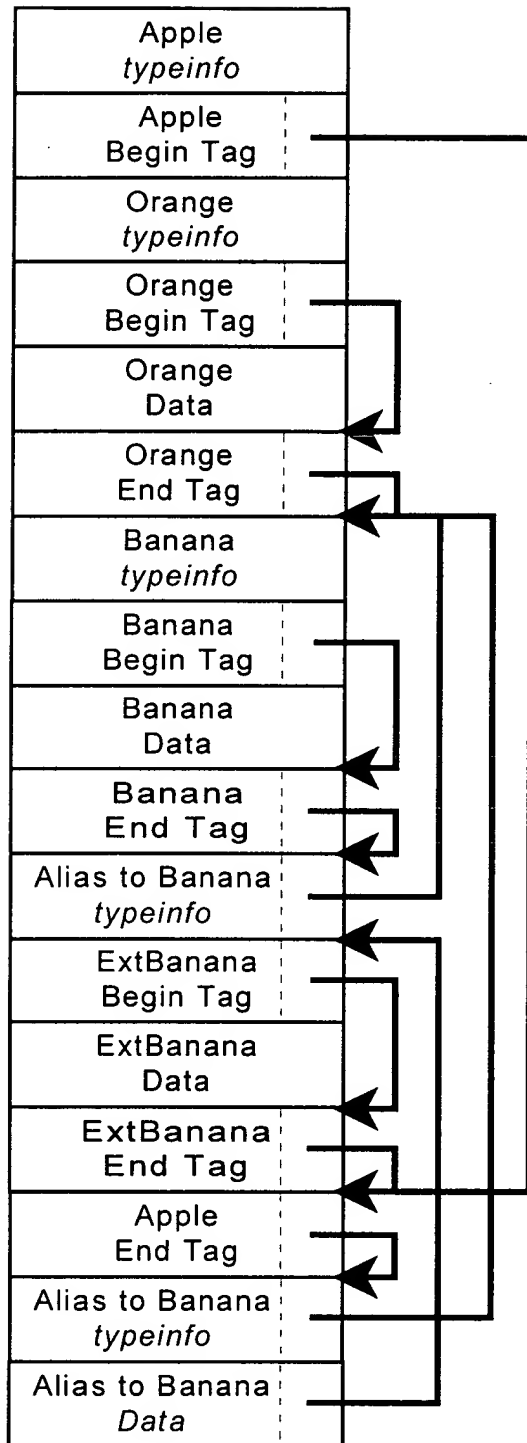 Apple
typeinfo
Apple
Begin Tag
Orange
typeinfo
Orange
Begin Tag
Orange
Data
Orange
End Tag
Banana
typeinfo
Banana
Begin Tag
Banana
Data
Banana
End Tag
Alias to Banana
typeinfo
ExtBanana
Begin Tag
ExtBanana
Data
ExtBanana
End Tag
Apple
End Tag
Alias to Banana
typeinfo
Alias to Banana
Data